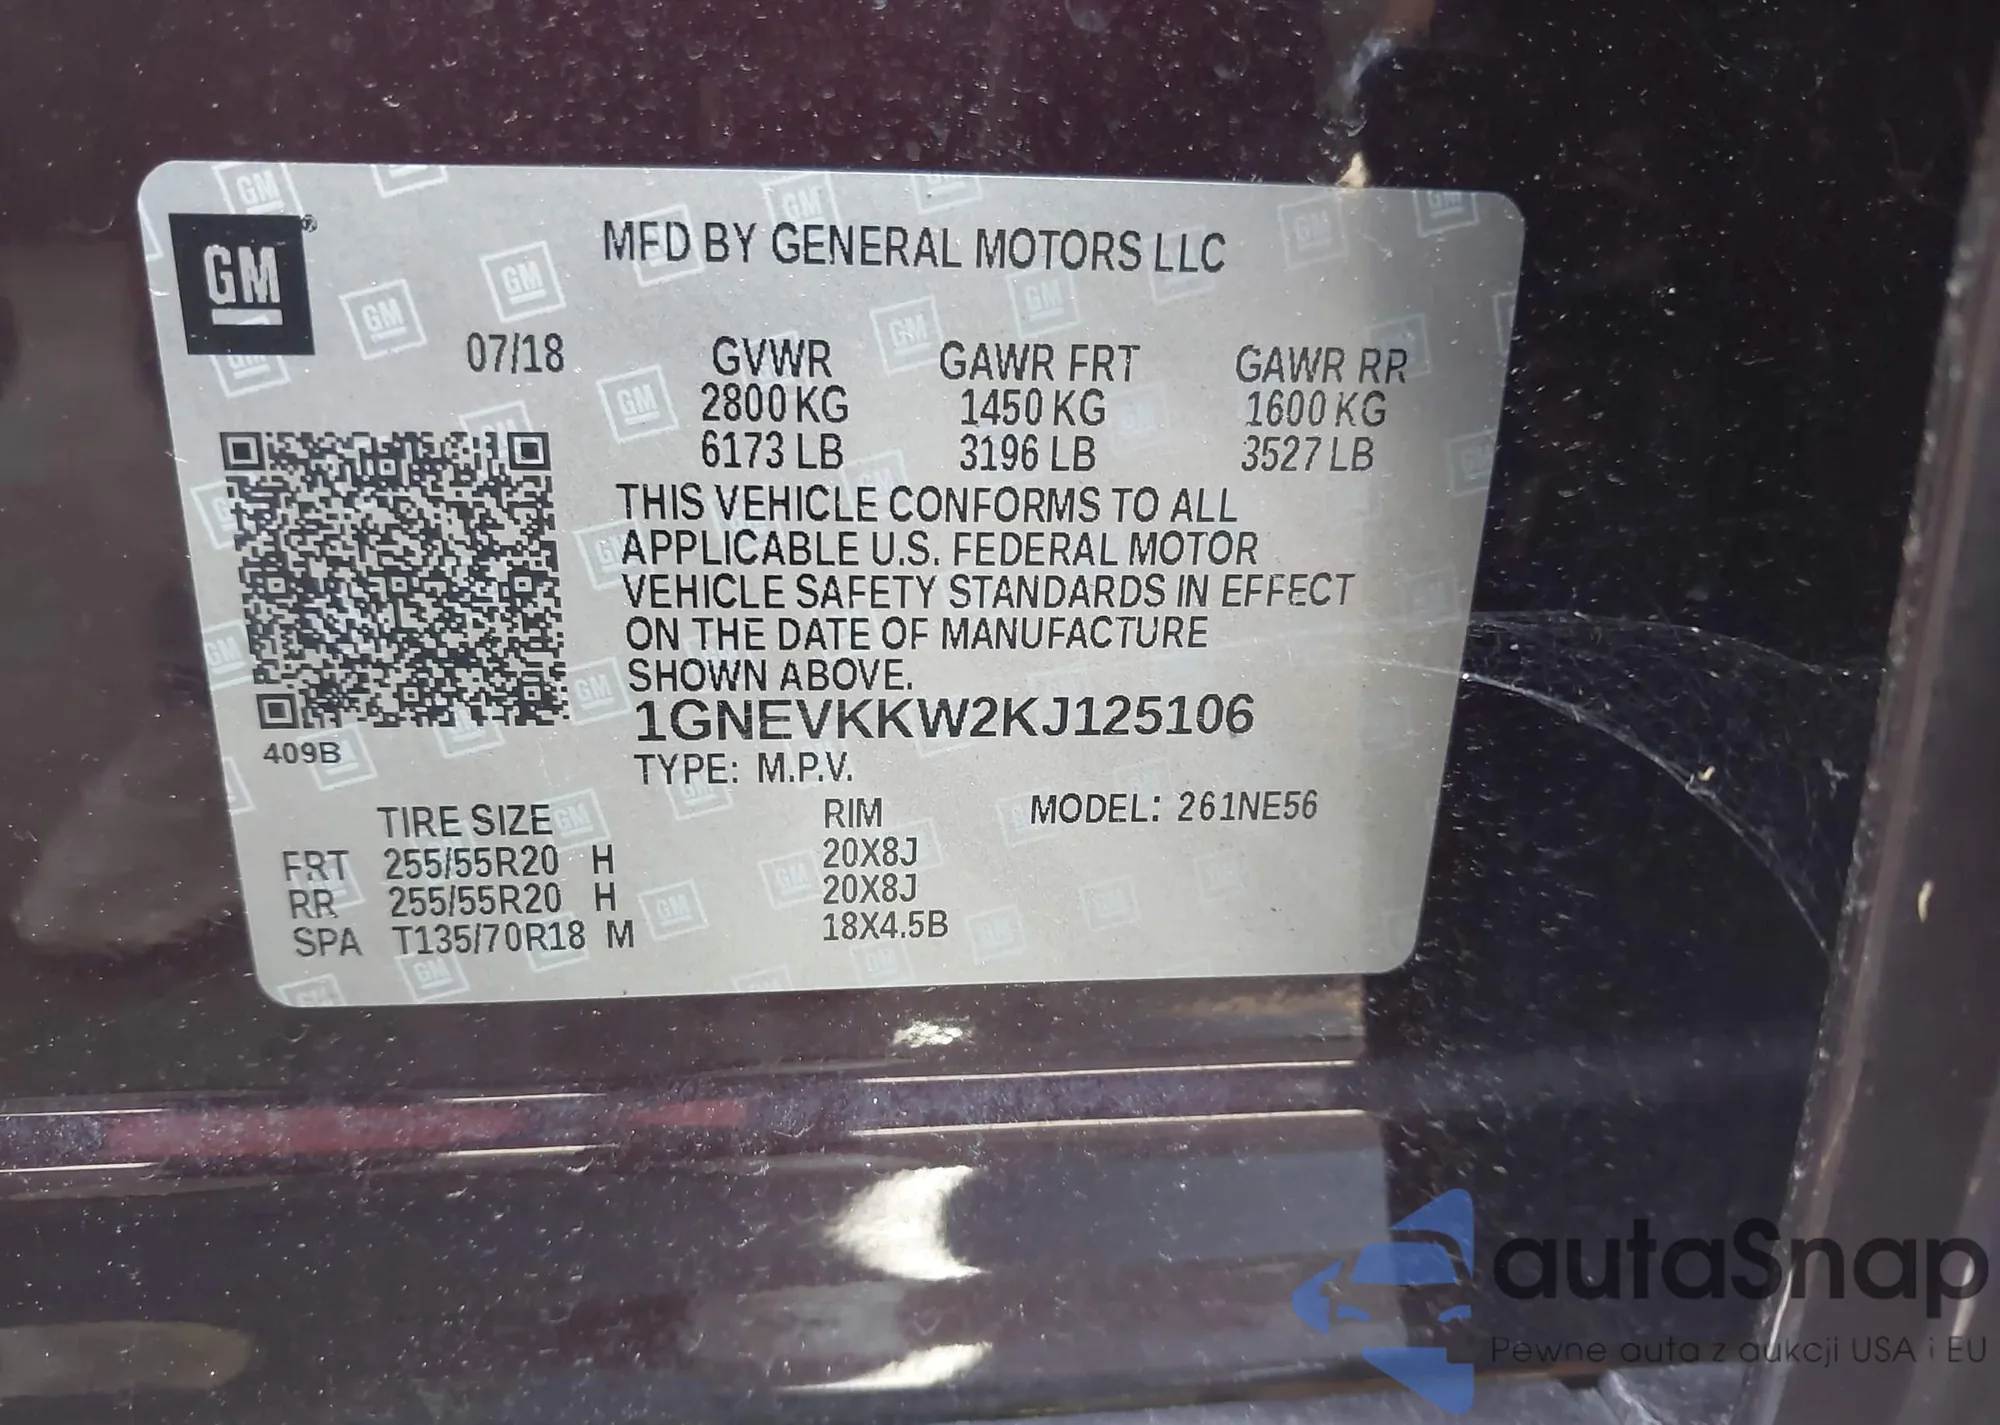 GM®
MFD BY GENERAL MOTORS LLC
07/18 GVWR GAWR FRT GAWR RR
2800 KG 1450 KG 1600 KG
6173 LB 3196 LB 3527 LB
THIS VEHICLE CONFORMS TO ALL
APPLICABLE U.S. FEDERAL MOTOR
VEHICLE SAFETY STANDARDS IN EFFECT
ON THE DATE OF MANUFACTURE
SHOWN ABOVE.
1GNEVKKW2KJ125106
409B
TYPE: M.P.V.
TIRE SIZE RIM MODEL: 261NE56
FRT 255/55R20 H 20X8J
RR 255/55R20 H 20X8J
SPA T135/70R18 M 18X4.5B
autaSnap
Pewne auta z aukcji USA i EU